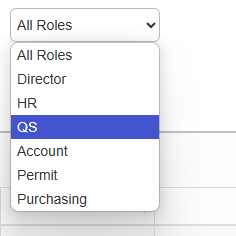 All Roles
All Roles
Director
HR
QS
Account
Permit
Purchasing